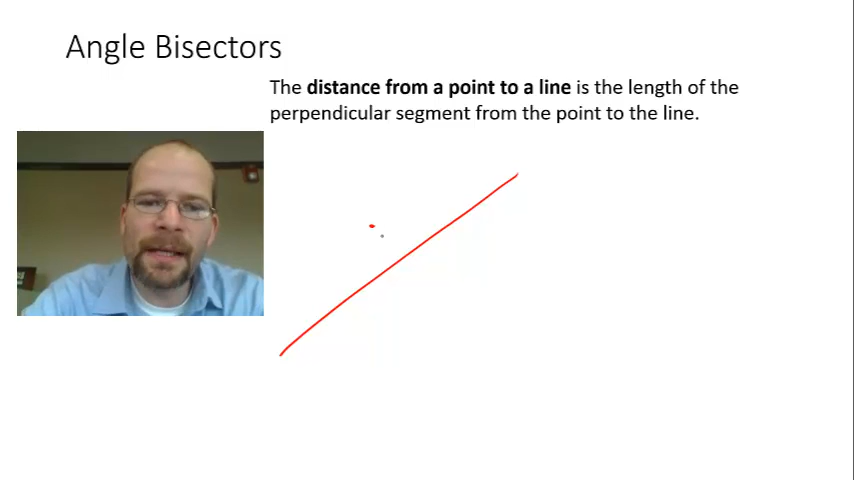 Angle Bisectors
The distance from a point to a line is the length of the
perpendicular segment from the point to the line.